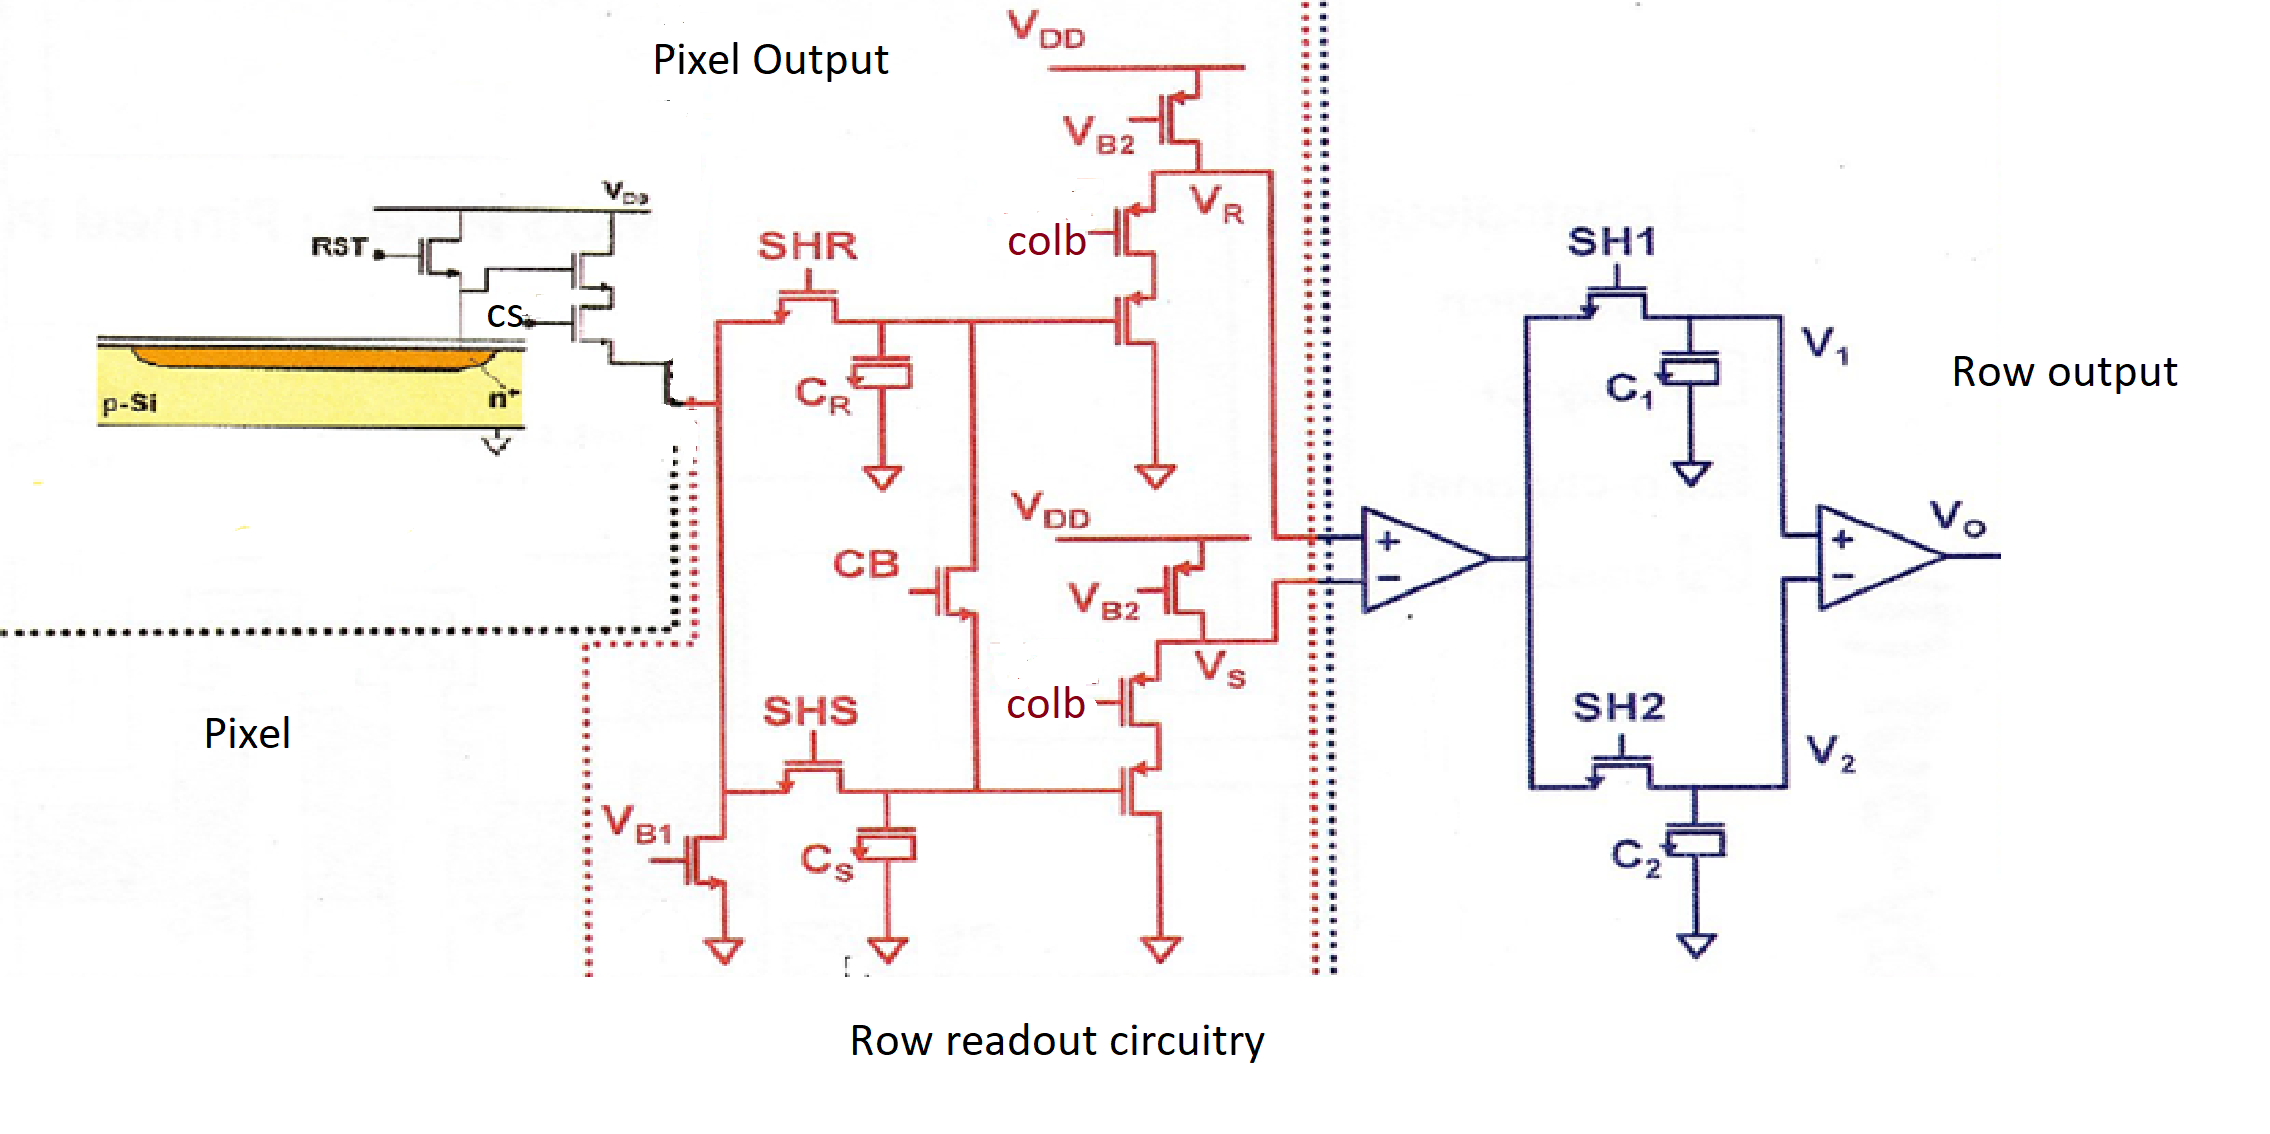 Pixel Output
VDD
VB2
VR
colb
VDD
RST
CS
p-Si
n+
SHR
CR
SH1
C1
V1
Row output
VDD
CB
VB2
VS
colb
+
−
+
−
VO
SHS
Pixel
VB1
CS
SH2
C2
V2
Row readout circuitry